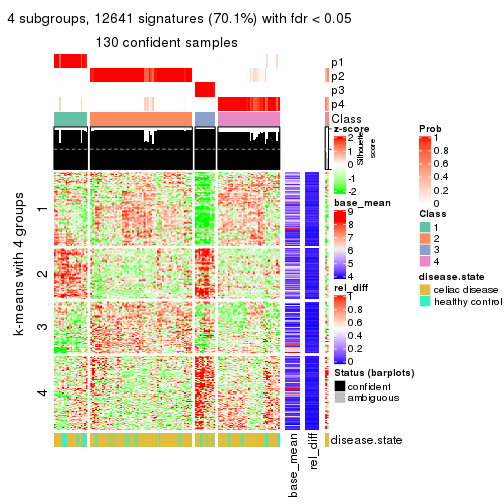 4 subgroups, 12641 signatures (70.1%) with fdr < 0.05
130 confident samples
p1
p2
p3
p4
Class
Silhouette
score
k-means with 4 groups
1
2
3
4
z-score
2
1
0
-1
-2
base_mean
9
8
7
6
5
4
rel_diff
1
0.8
0.6
0.4
0.2
0
Status (barplots)
confident
ambiguous
Prob
1
0.8
0.6
0.4
0.2
0
Class
1
2
3
4
disease.state
celiac disease
healthy control
disease.state
base_mean
rel_diff